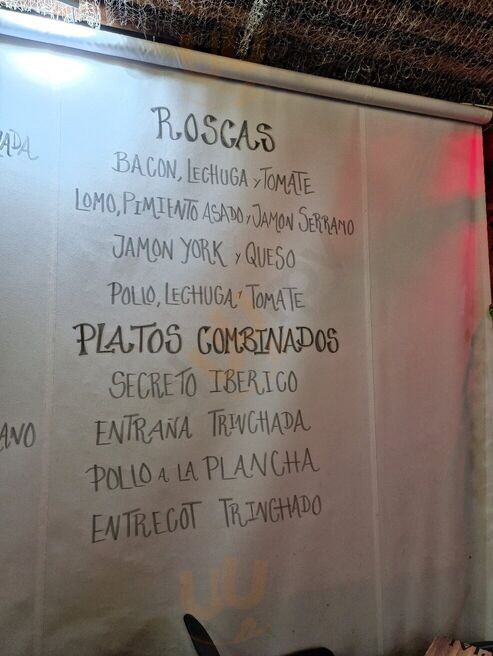 ROSCAS
BACON, LECHUGA Y TOMATE
LOMO, PIMIENTO ASADO Y JAMON SERRANO
JAMON YORK Y QUESO
POLLO, LECHUGA Y TOMATE
PLATOS COMBINADOS
SECRETO IBERICO
ENTRAÑA TRINCHADA
POLLO A LA PLANCHA
ENTRECOT TRINCHADO